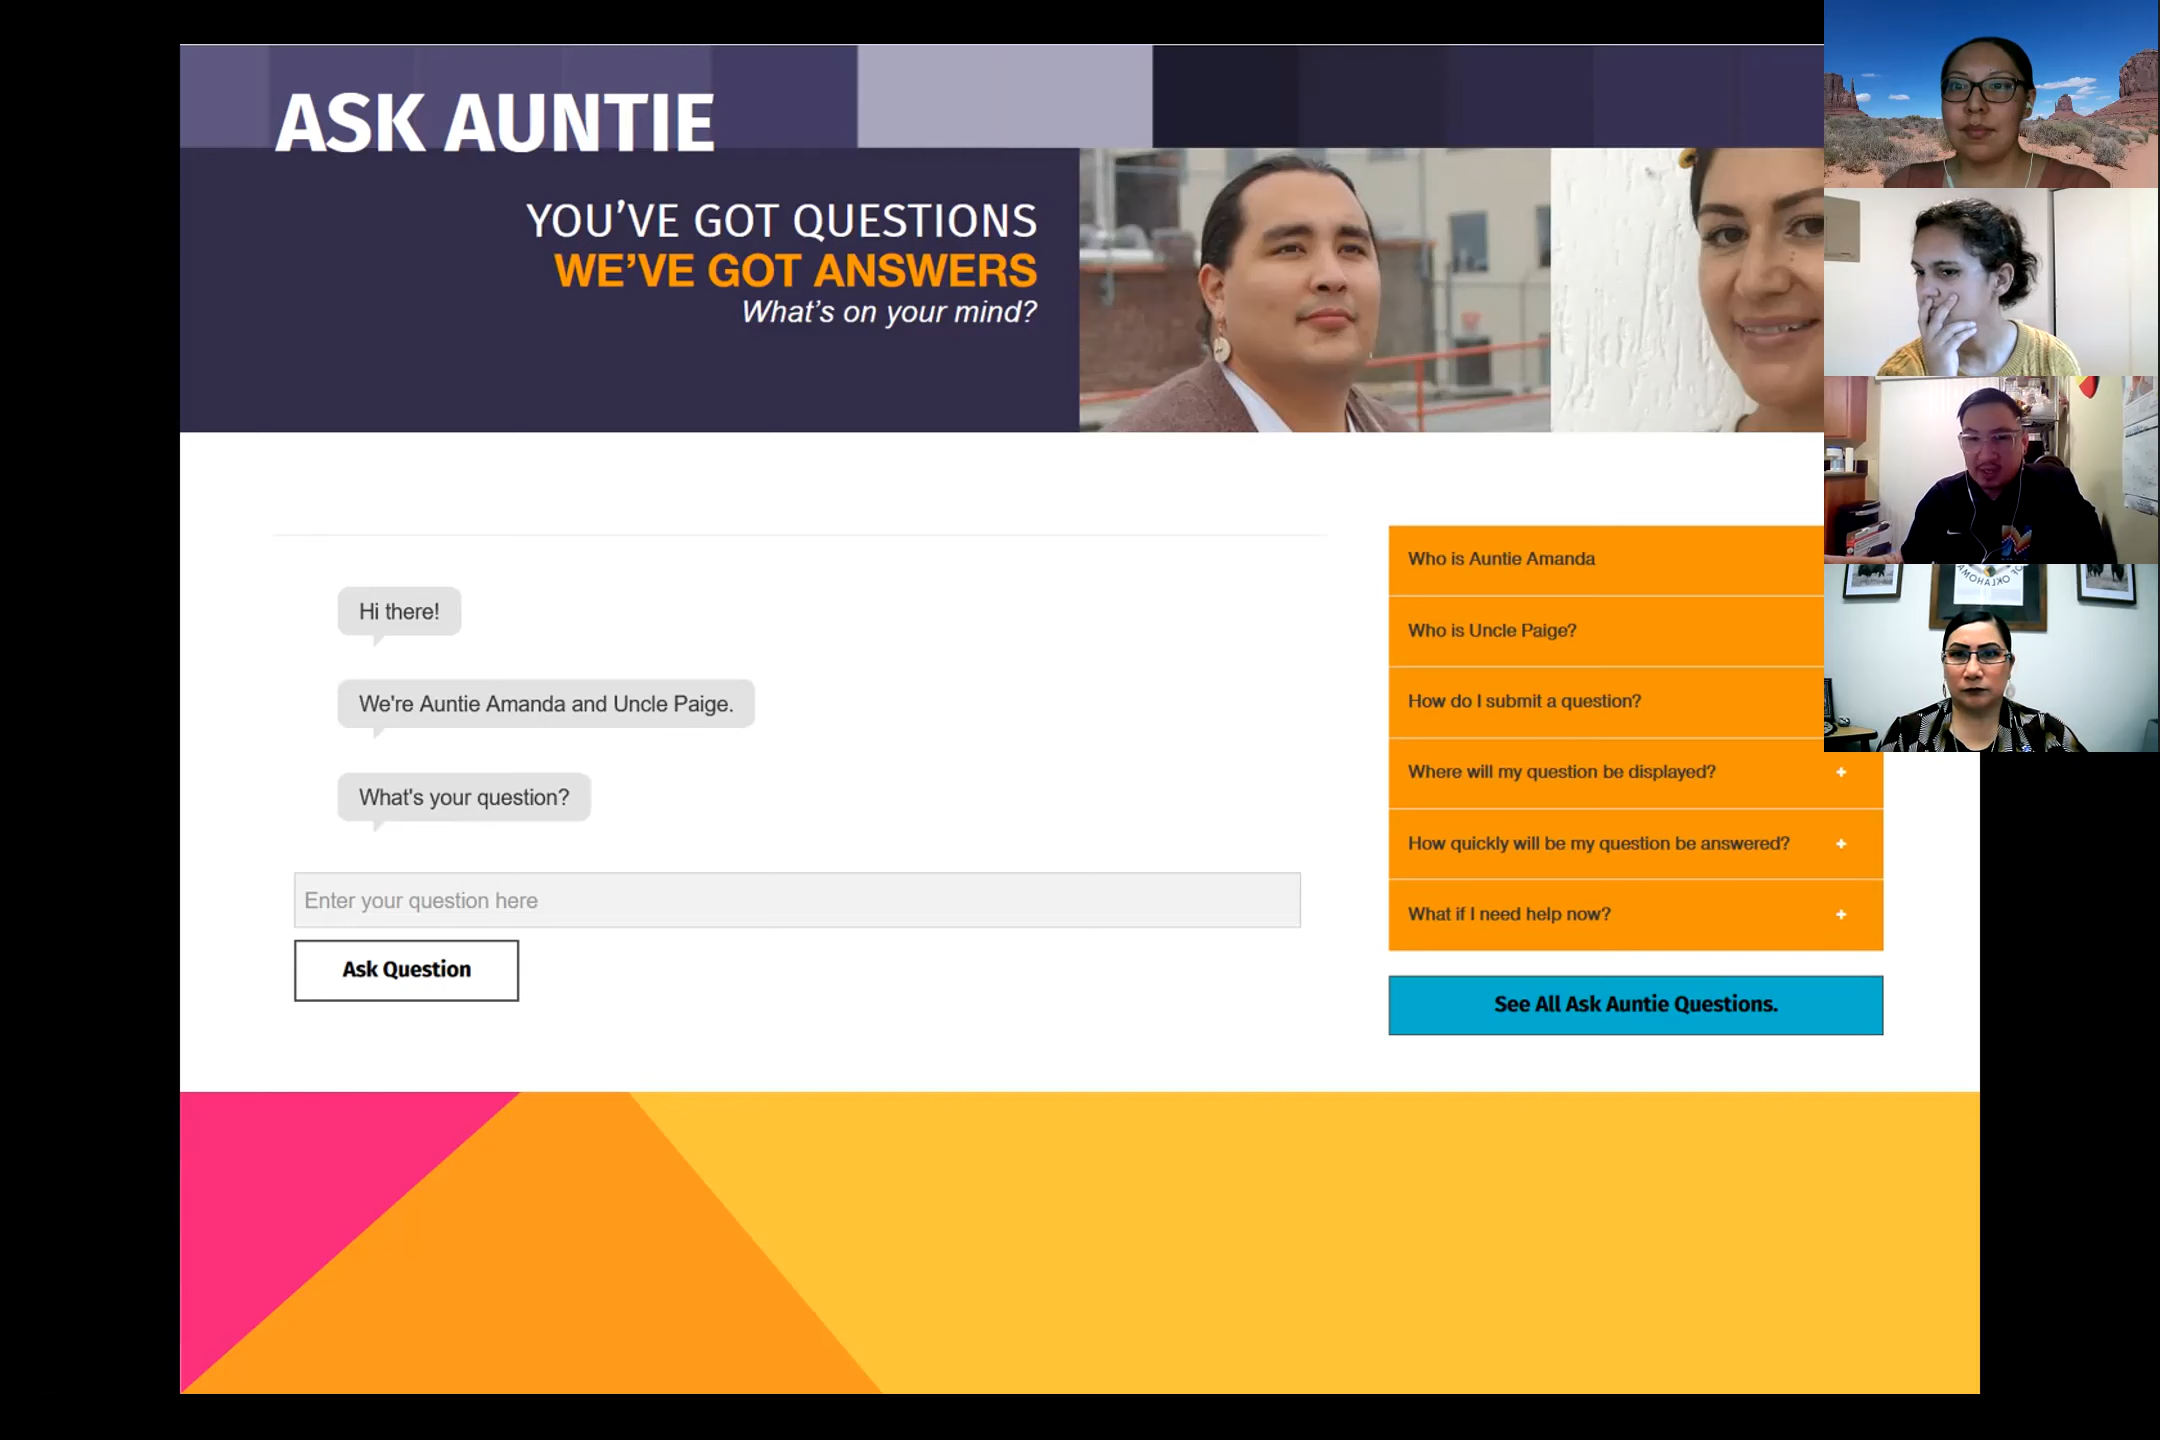 ASK AUNTIE
YOU'VE GOT QUESTIONS
WE'VE GOT ANSWERS
What's on your mind?
Hi there!
We're Auntie Amanda and Uncle Paige.
What's your question?
Enter your question here
Ask Question
Who is Auntie Amanda
Who is Uncle Paige?
How do I submit a question?
Where will my question be displayed? +
How quickly will be my question be answered? +
What if I need help now? +
See All Ask Auntie Questions.
OF OKLAHOMA